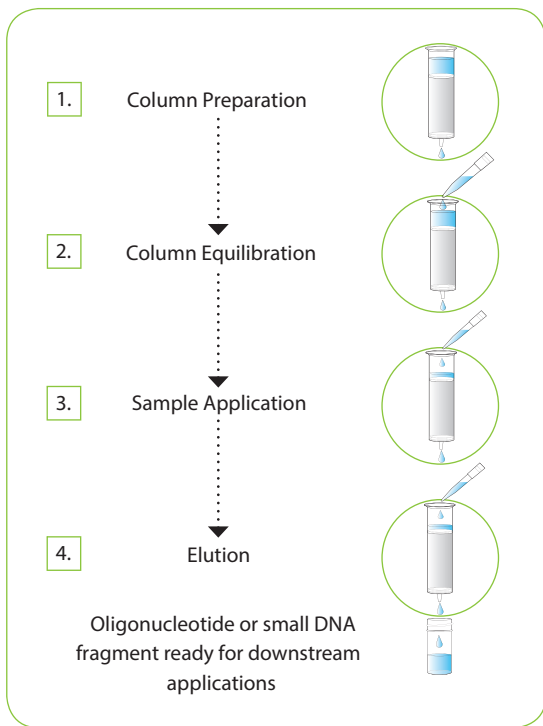 1. Column Preparation
2. Column Equilibration
3. Sample Application
4. Elution
Oligonucleotide or small DNA
fragment ready for downstream
applications